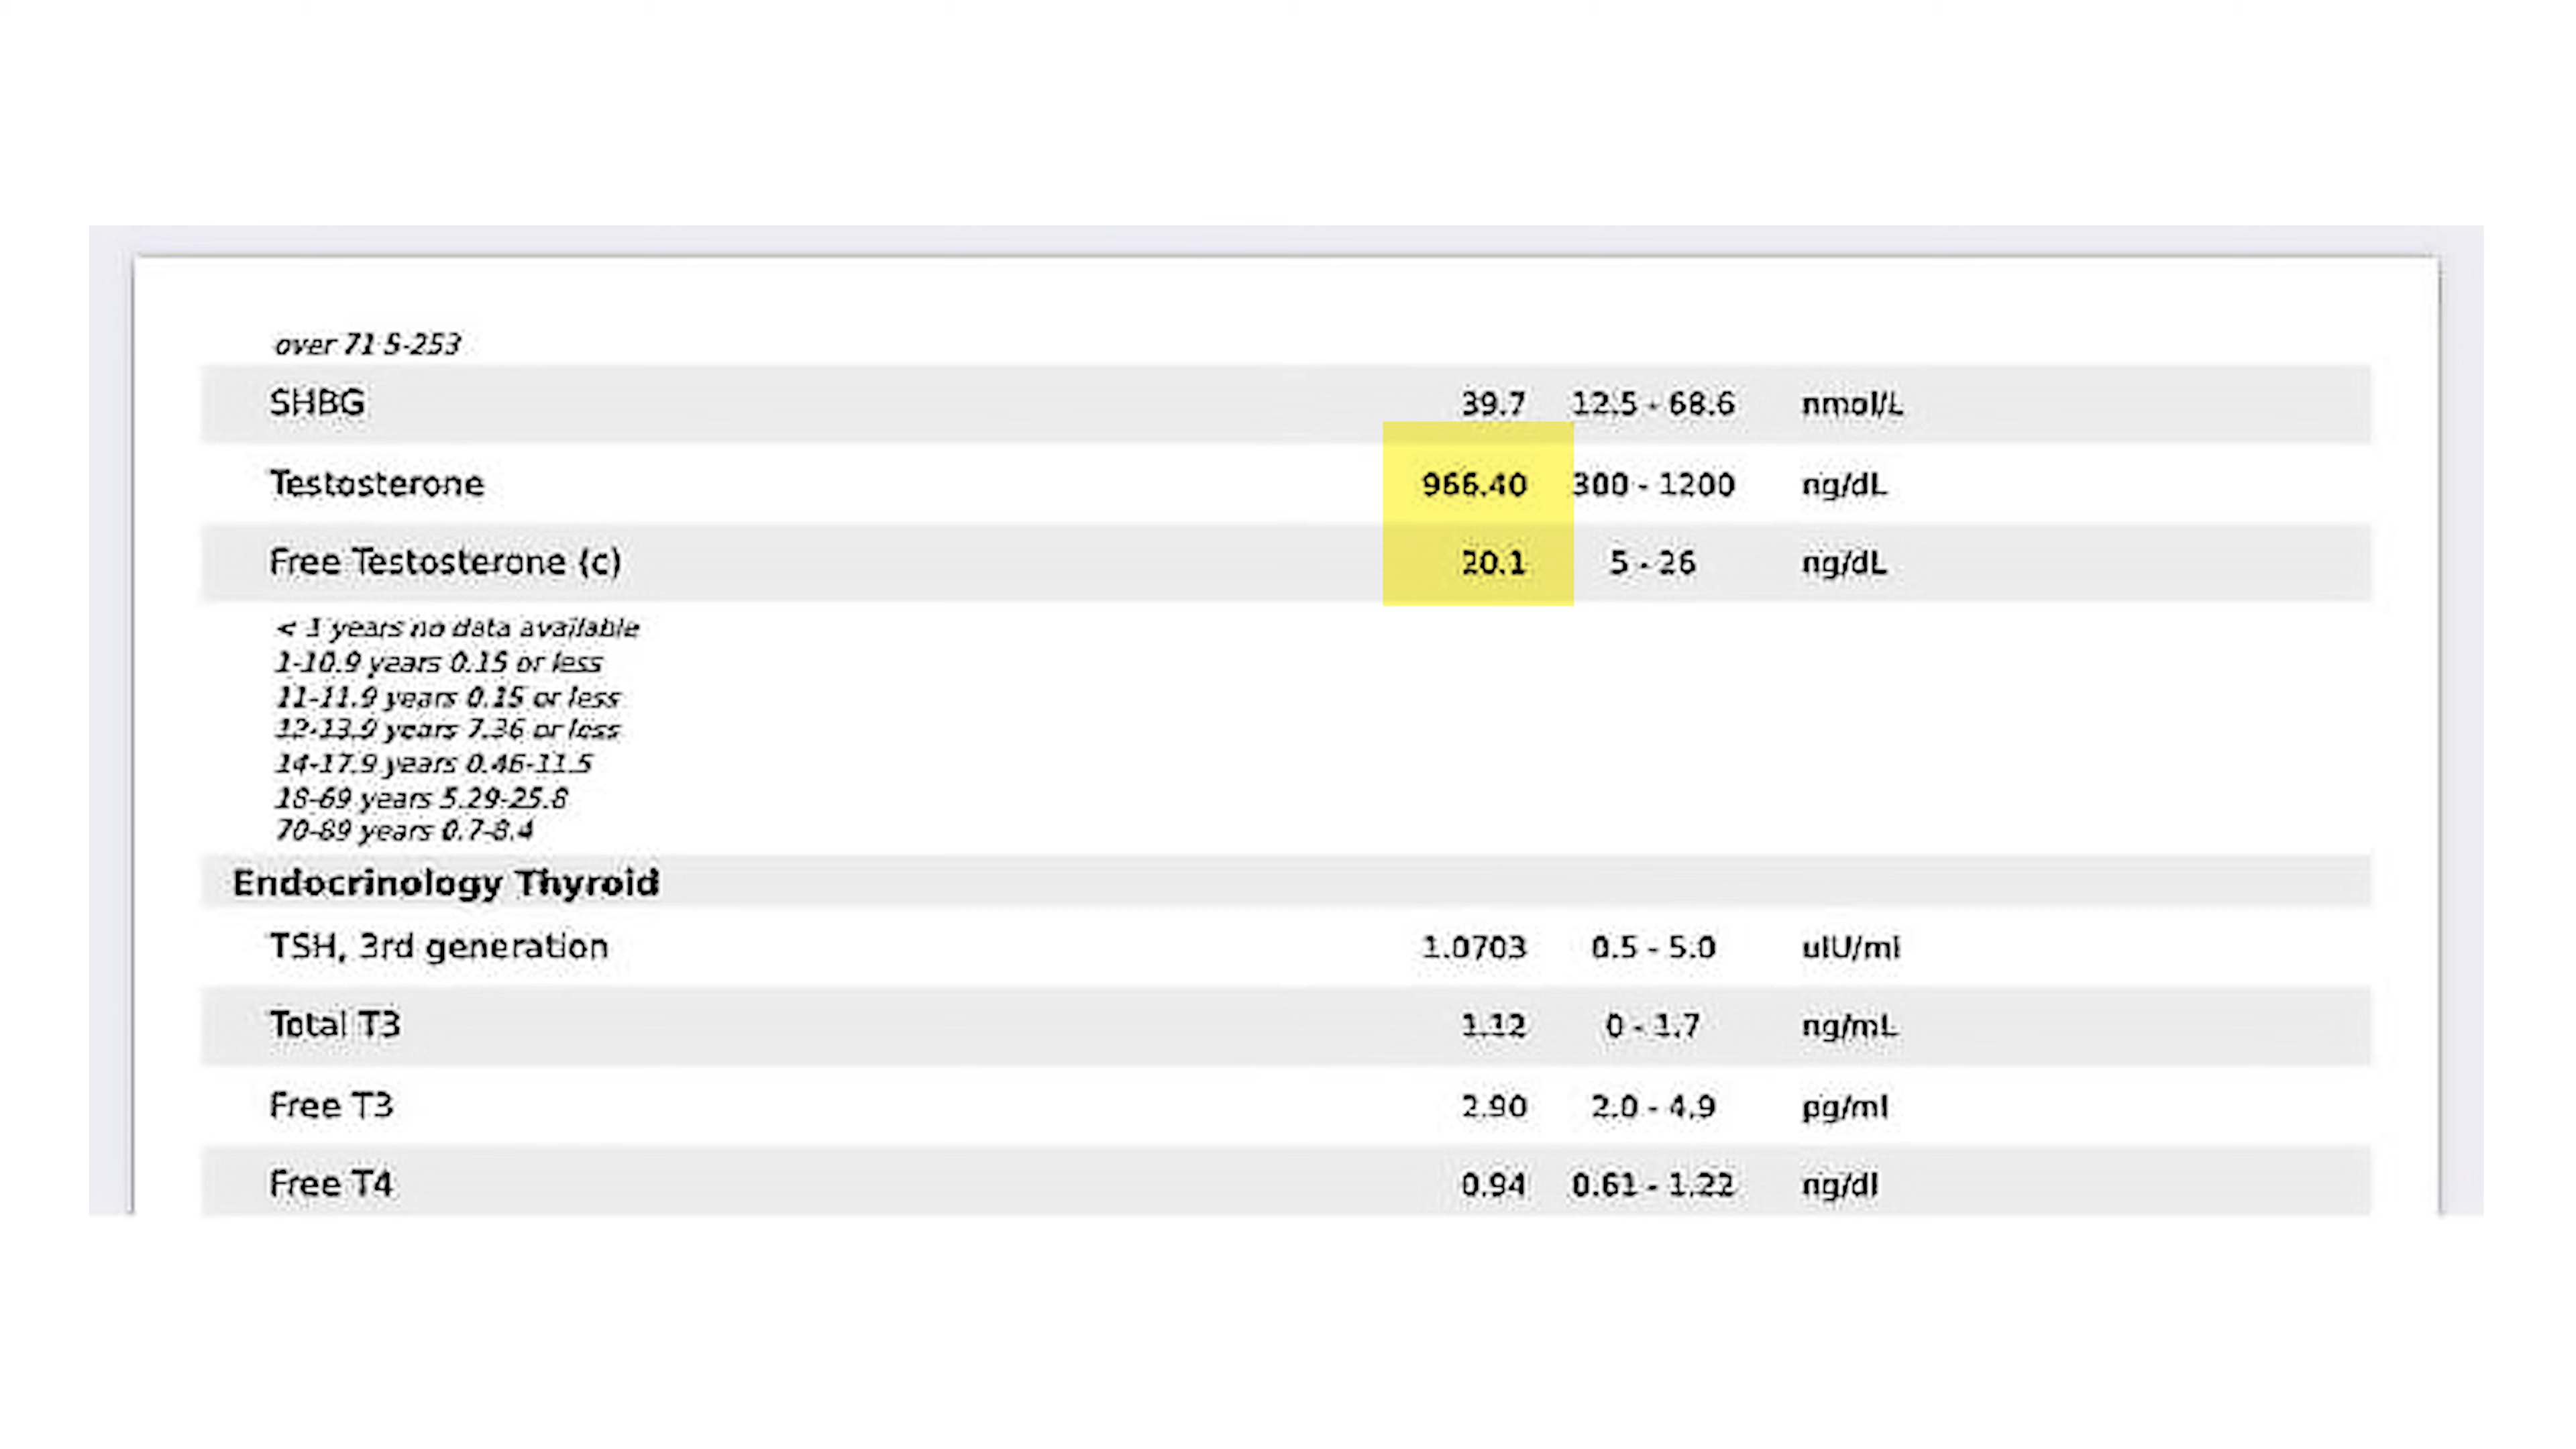 over 71 5-253
SHBG 39.7 12.5 - 68.6 nmol/L
Testosterone 966.40 300 - 1200 ng/dL
Free Testosterone (c) 20.1 5 - 26 ng/dL
< 1 years no data available
1-10.9 years 0.15 or less
11-11.9 years 0.15 or less
12-13.9 years 7.36 or less
14-17.9 years 0.46-11.5
18-69 years 5.29-25.8
70-89 years 0.7-8.4
Endocrinology Thyroid
TSH, 3rd generation 1.0703 0.5 - 5.0 uIU/ml
Total T3 1.12 0 - 1.7 ng/mL
Free T3 2.90 2.0 - 4.9 pg/ml
Free T4 0.94 0.61 - 1.22 ng/dl